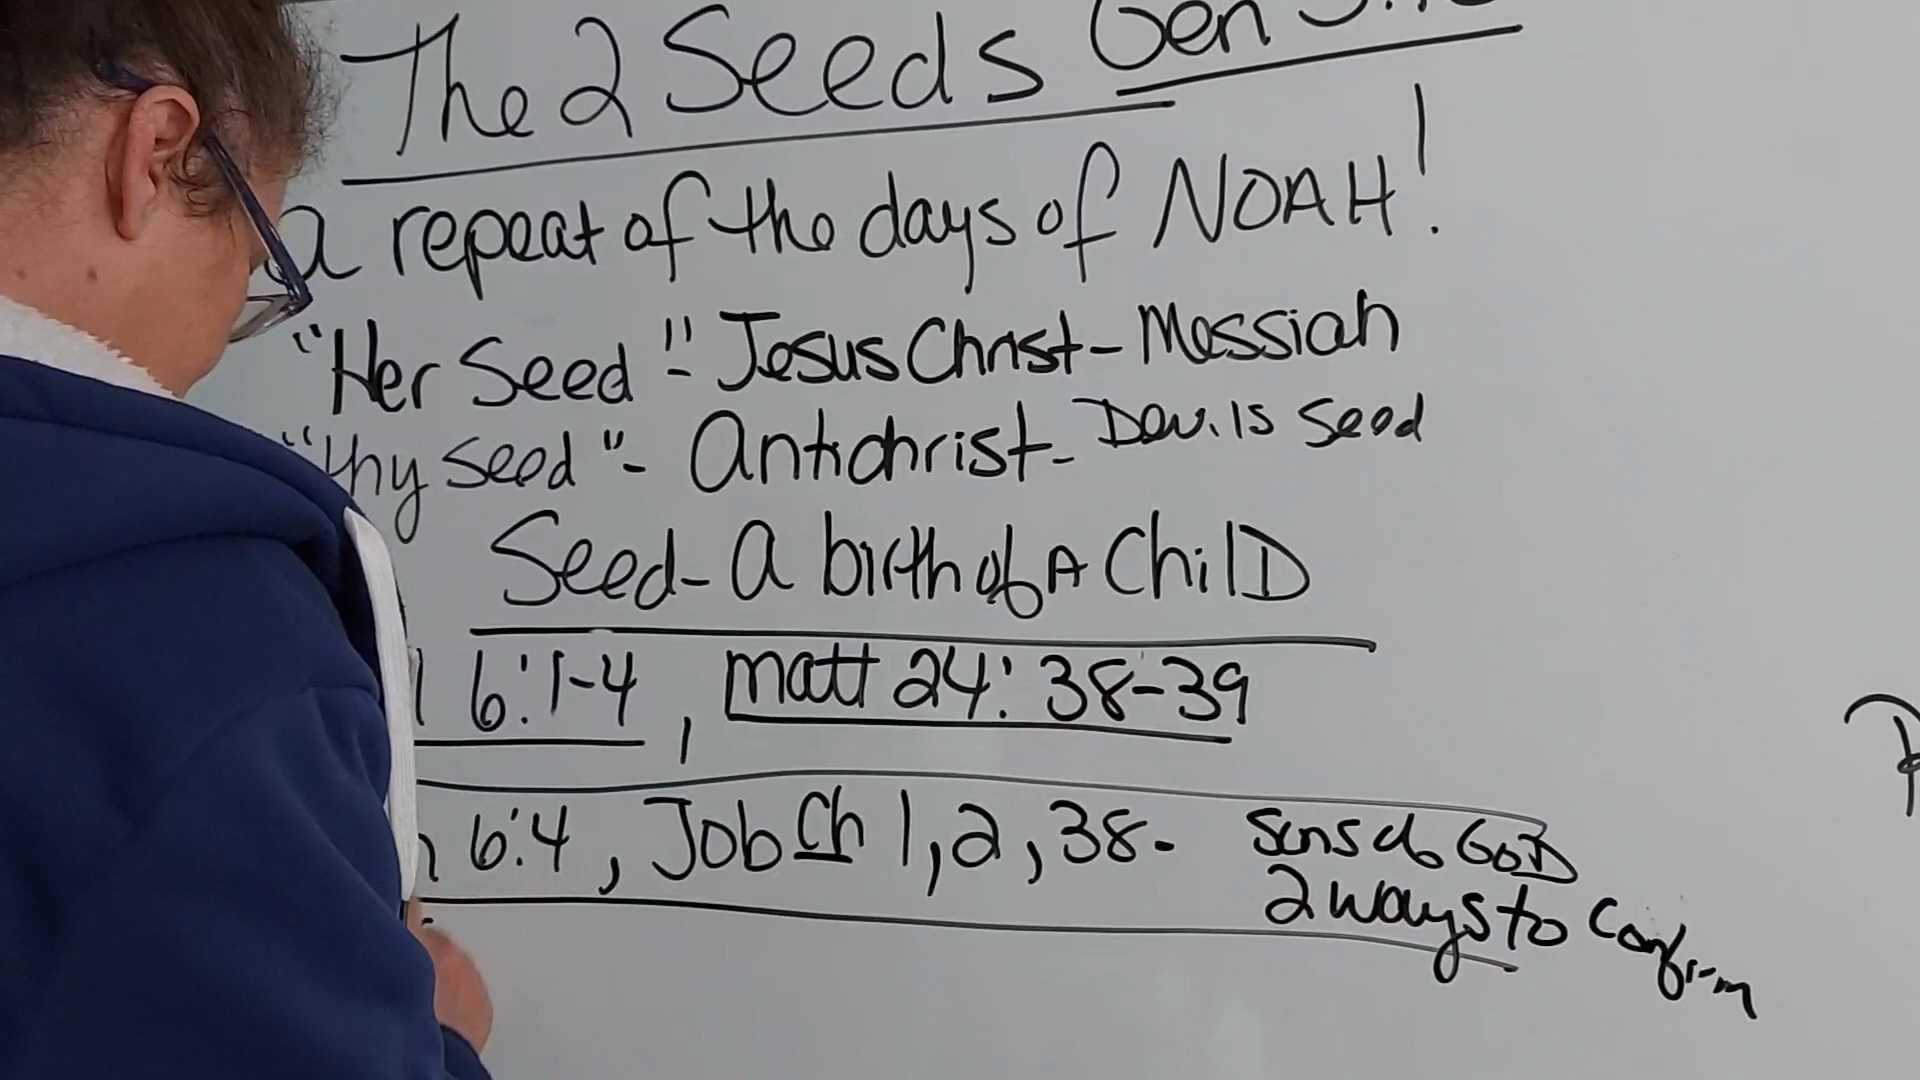 The 2 Seeds Gen
a repeat of the days of NOAH!
"Her Seed" - Jesus Christ - Messiah
"thy seed" - Antichrist - Devils Seed
Seed - A birth of A ChilD
6:1-4, Matt 24:38-39
6:4, Job Ch 1,2,38- Sons of GOD
2 ways to Confirm